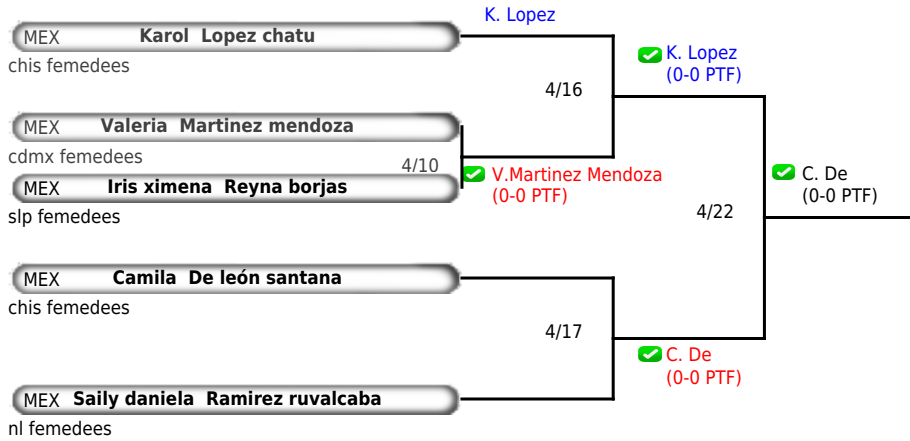 K. Lopez
MEX Karol Lopez chatu
chis femedees
K. Lopez
(0-0 PTF)
4/16
MEX Valeria Martinez mendoza
cdmx femedees
4/10
V.Martinez Mendoza
(0-0 PTF)
MEX Iris ximena Reyna borjas
slp femedees
C. De
(0-0 PTF)
4/22
MEX Camila De león santana
chis femedees
4/17
C. De
(0-0 PTF)
MEX Saily daniela Ramirez ruvalcaba
nl femedees